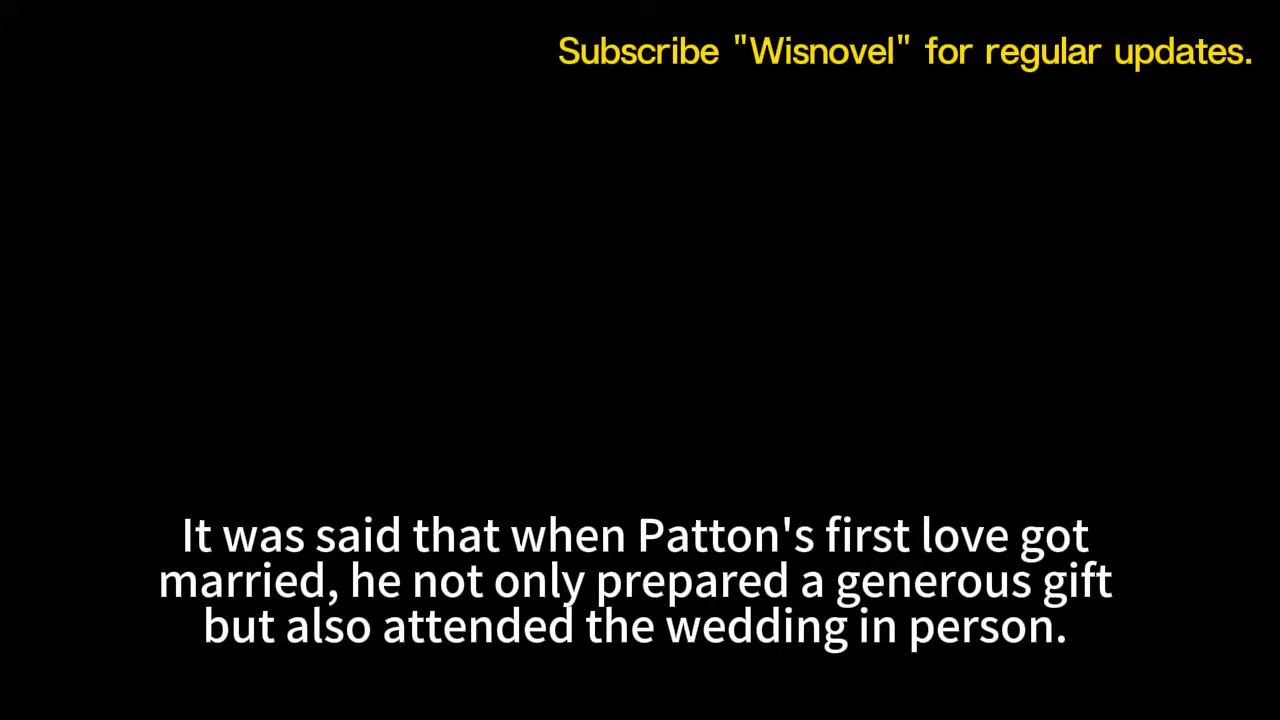 Subscribe "Wisnovel" for regular updates.
It was said that when Patton's first love got
married, he not only prepared a generous gift
but also attended the wedding in person.